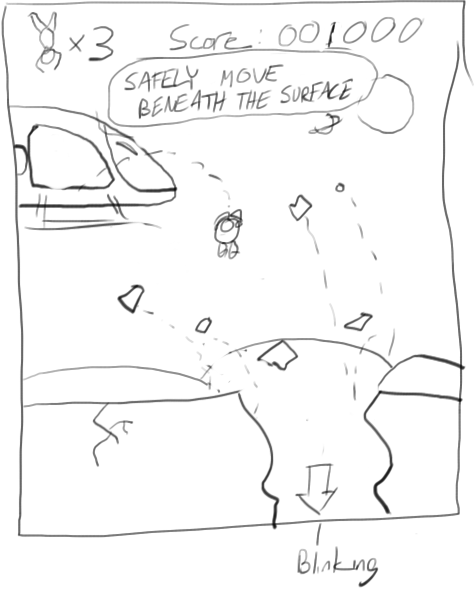 ×3 Score: 001000
SAFELY MOVE
BENEATH THE SURFACE
Blinking